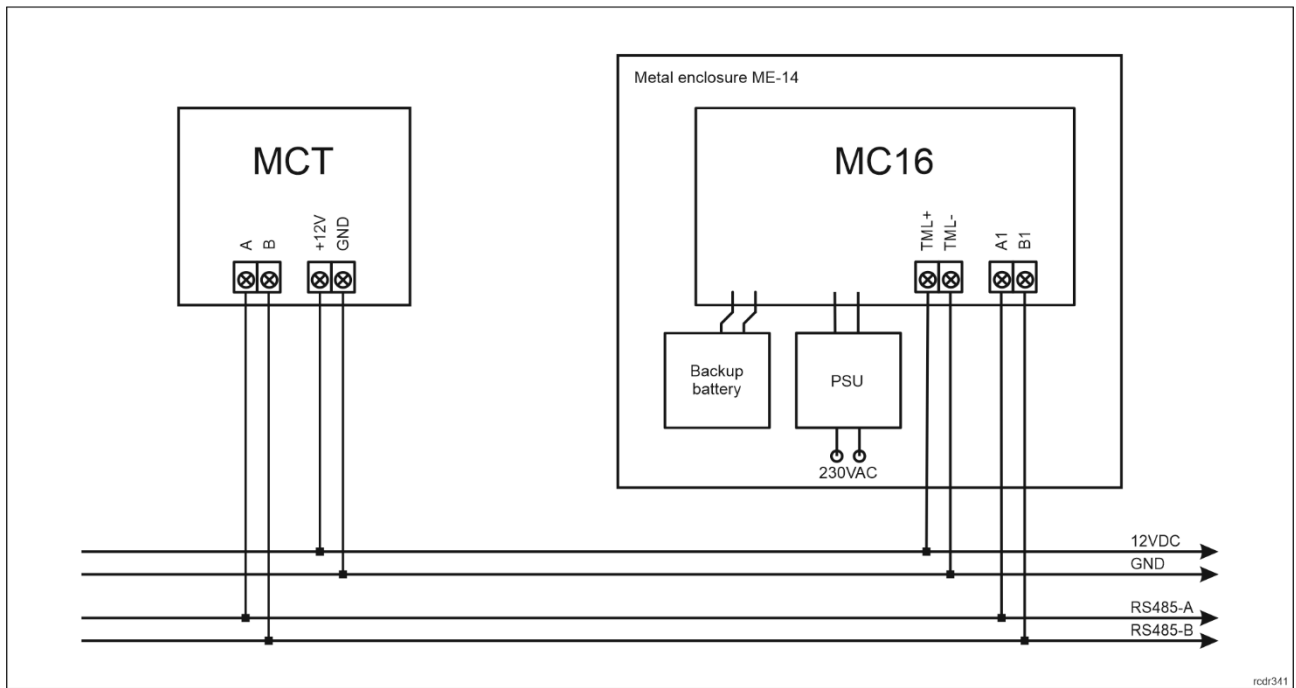 Metal enclosure ME-14
MCT
MC16
A
B
+12V
GND
TML+
TML-
A1
B1
Backup
battery
PSU
230VAC
12VDC
GND
RS485-A
RS485-B
rcdr341